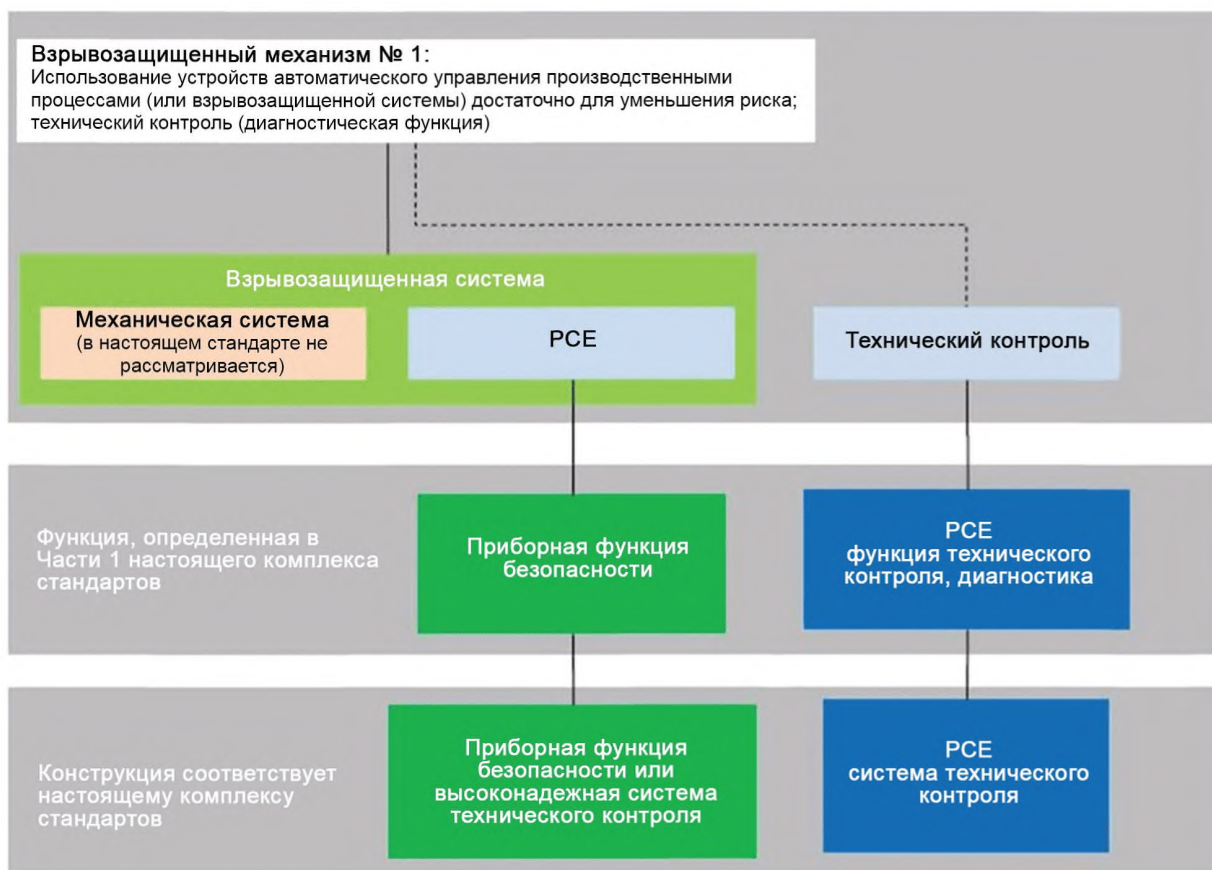 Взрывозащищенный механизм № 1:
Использование устройств автоматического управления производственными
процессами (или взрывозащищенной системы) достаточно для уменьшения риска;
технический контроль (диагностическая функция)
Взрывозащищенная система
Механическая система
(в настоящем стандарте не
рассматривается)
PCE
Технический контроль
Функция, определенная в
Части 1 настоящего комплекса
стандартов
Приборная функция
безопасности
PCE
функция технического
контроля, диагностика
Конструкция соответствует
настоящему комплексу
стандартов
Приборная функция
безопасности или
высоконадежная система
технического контроля
PCE
система технического
контроля